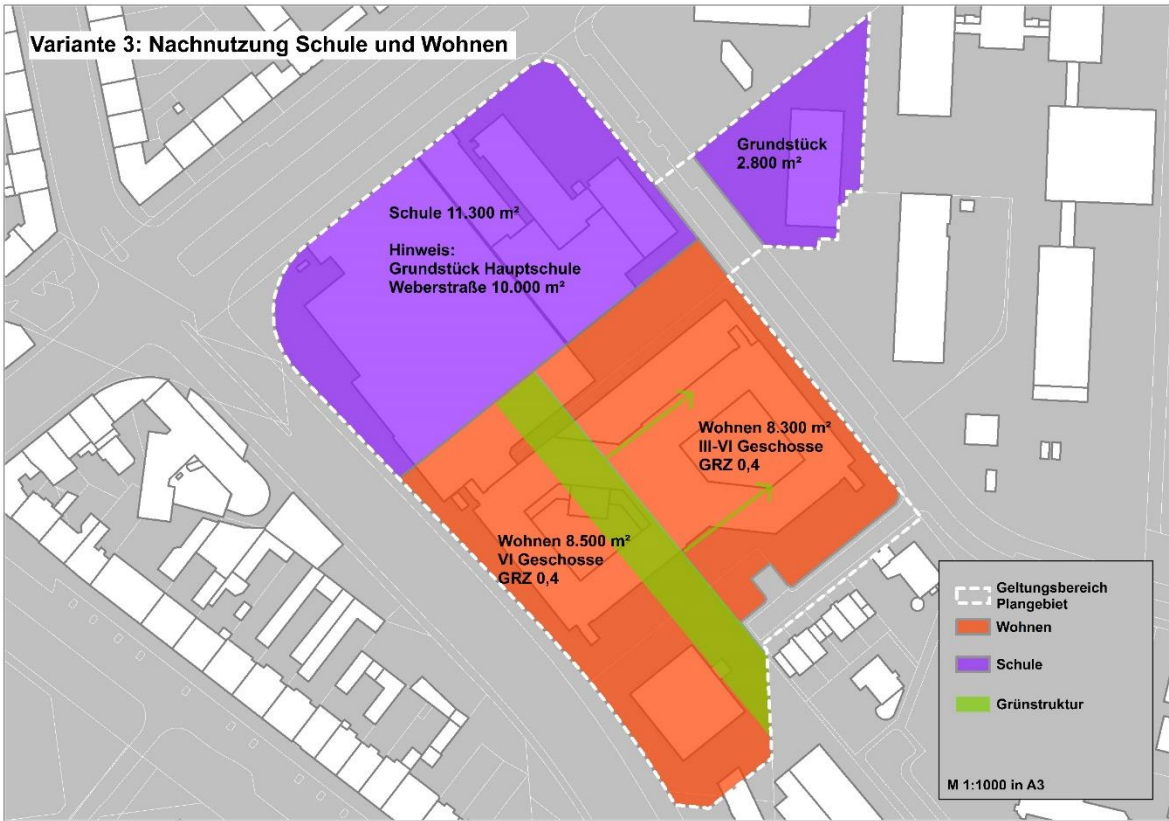 Variante 3: Nachnutzung Schule und Wohnen
Grundstück
2.800 m²
Schule 11.300 m²
Hinweis:
Grundstück Hauptschule
Weberstraße 10.000 m²
Wohnen 8.300 m²
III-VI Geschosse
GRZ 0,4
Wohnen 8.500 m²
VI Geschosse
GRZ 0,4
Geltungsbereich
Plangebiet
Wohnen
Schule
Grünstruktur
M 1:1000 in A3